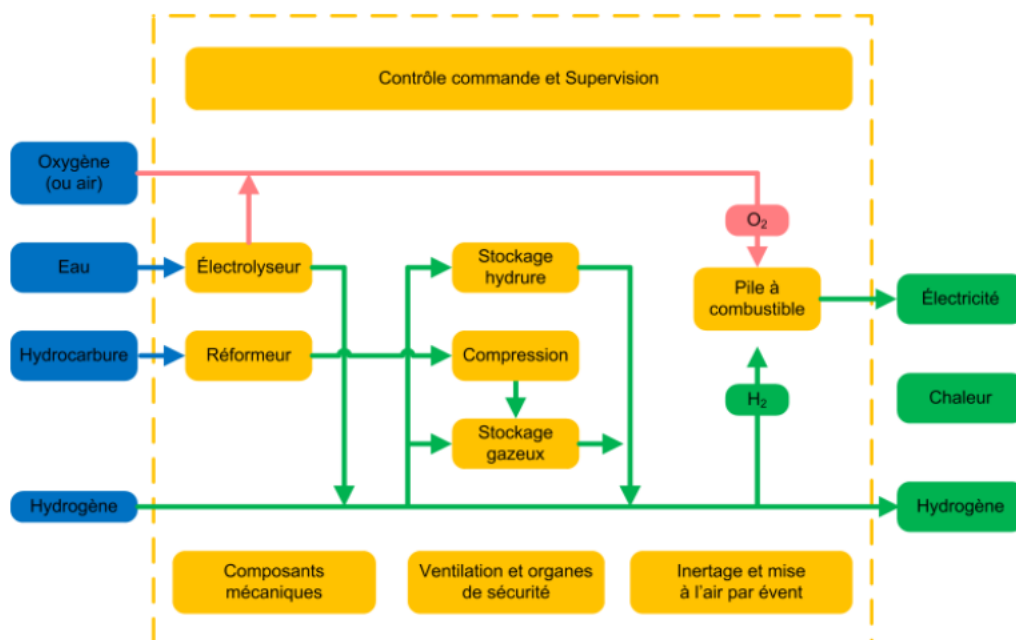 Contrôle commande et Supervision
Oxygène
(ou air)
O₂
Eau
Électrolyseur
Stockage
hydrure
Pile à
combustible
Électricité
Hydrocarbure
Réformeur
Compression
H₂
Chaleur
Stockage
gazeux
Hydrogène
Hydrogène
Composants
mécaniques
Ventilation et organes
de sécurité
Inertage et mise
à l'air par évent